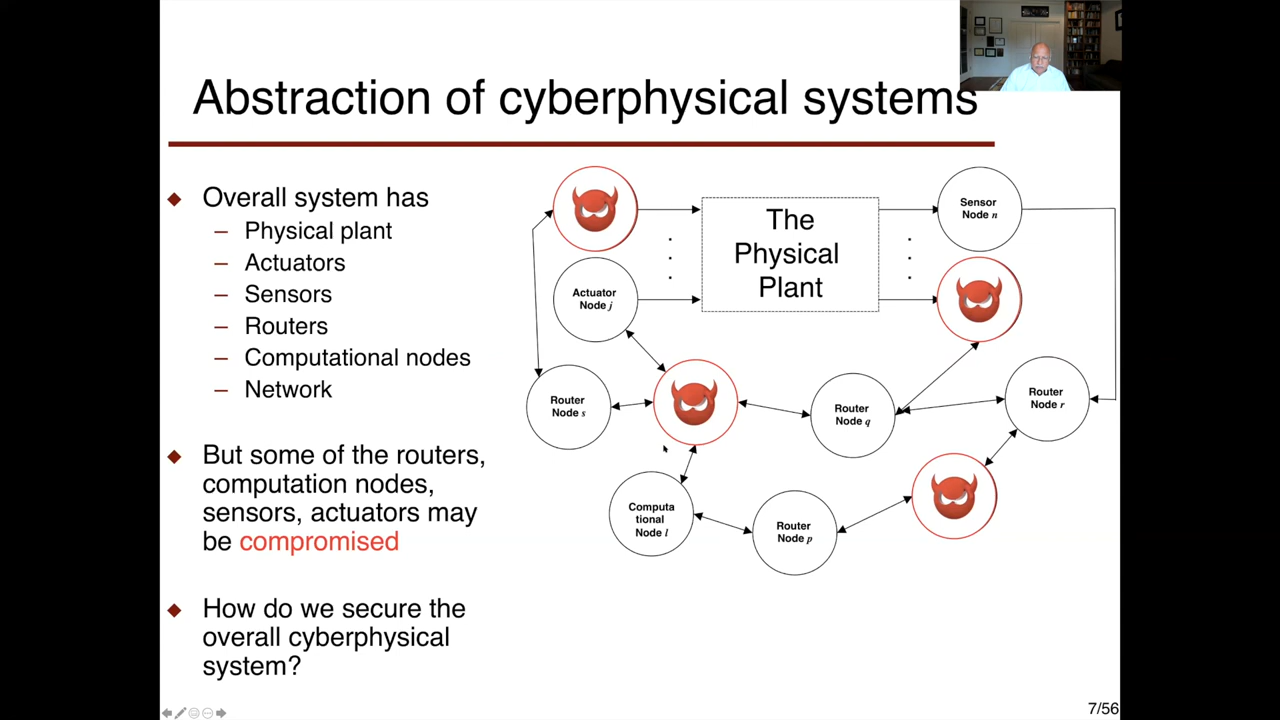 Abstraction of cyberphysical systems
◆ Overall system has
– Physical plant
– Actuators
– Sensors
– Routers
– Computational nodes
– Network
◆ But some of the routers,
computation nodes,
sensors, actuators may
be compromised
◆ How do we secure the
overall cyberphysical
system?
The
Physical
Plant
Sensor
Node n
Actuator
Node j
Router
Node s
Router
Node q
Router
Node r
Computa
tional
Node l
Router
Node p
7/56